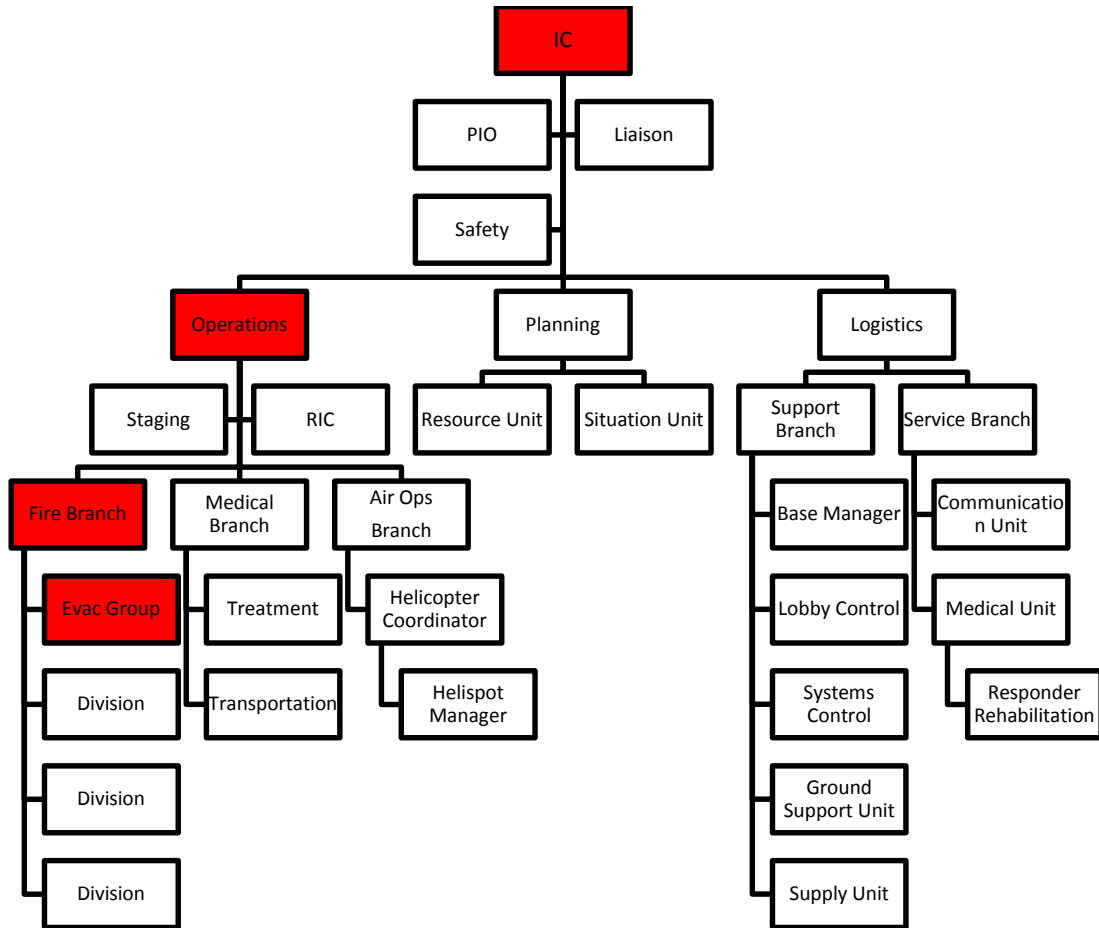 IC
PIO
Liaison
Safety
Operations
Planning
Logistics
Staging
RIC
Resource Unit
Situation Unit
Support
Branch
Service Branch
Fire Branch
Medical
Branch
Air Ops
Branch
Base Manager
Communicatio
n Unit
Evac Group
Treatment
Helicopter
Coordinator
Lobby Control
Medical Unit
Division
Transportation
Helispot
Manager
Systems
Control
Responder
Rehabilitation
Division
Ground
Support Unit
Division
Supply Unit